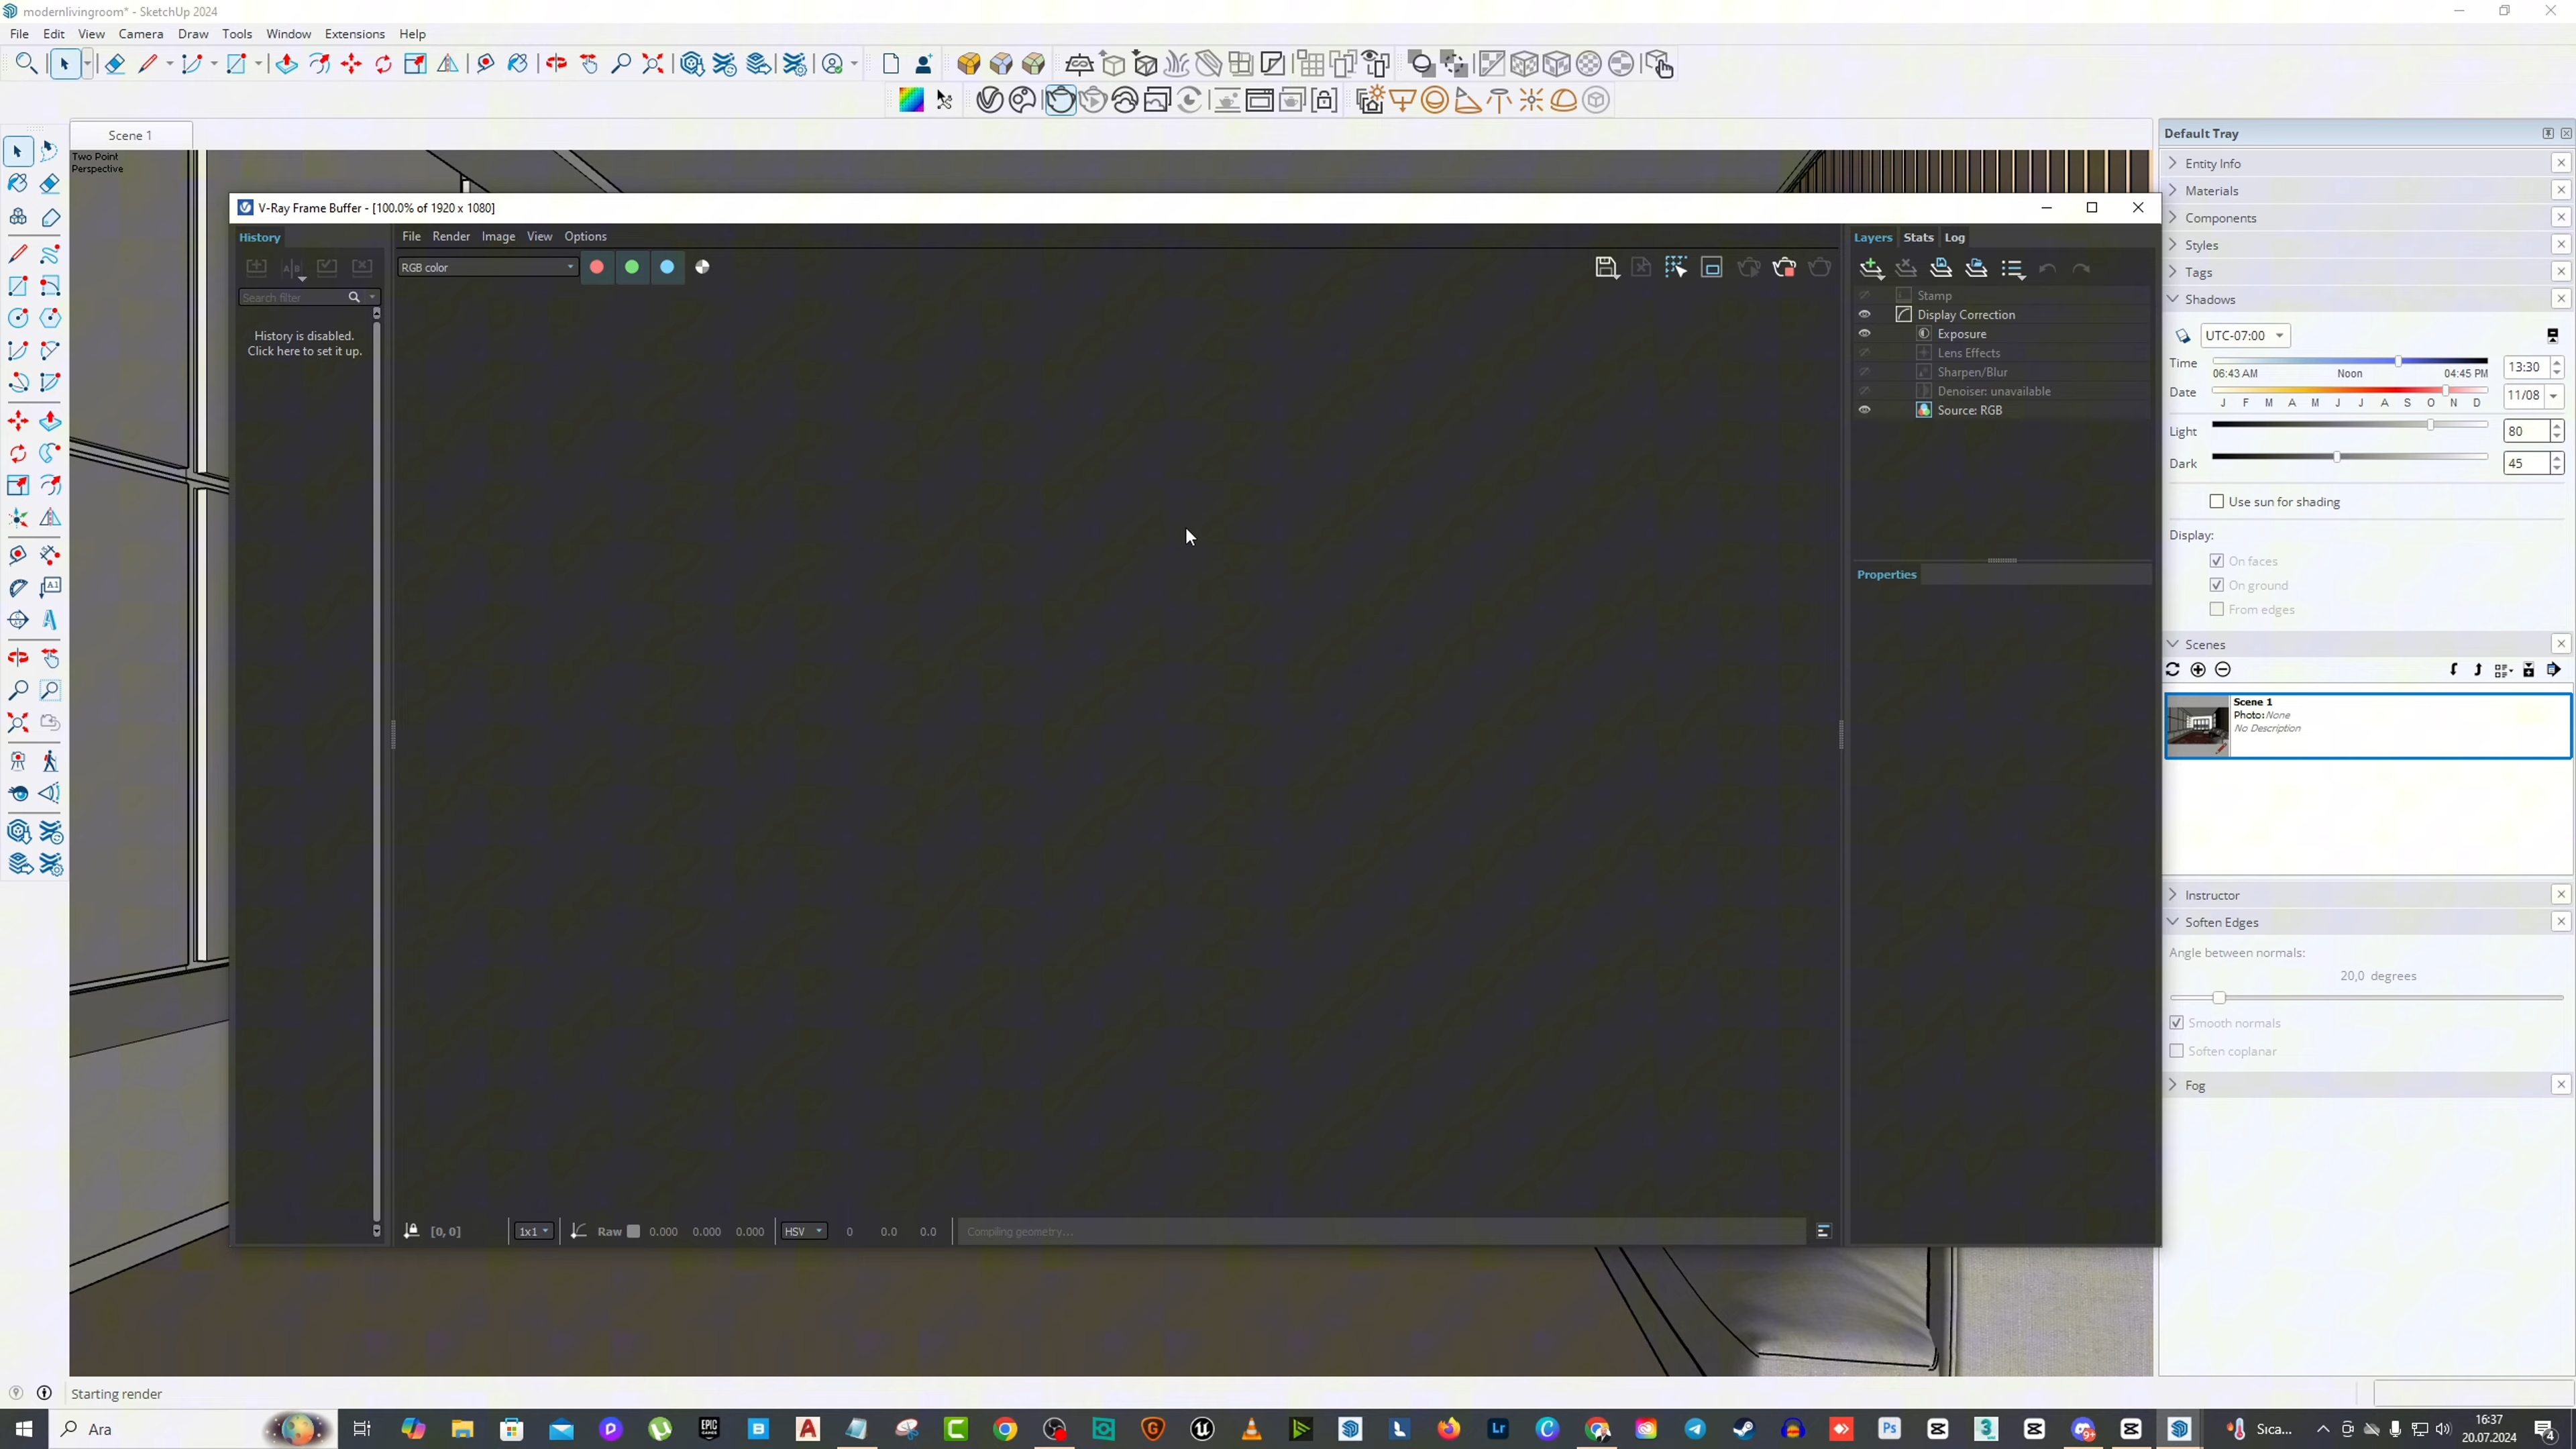 modernlivingroom* - SketchUp 2024
File Edit View Camera Draw Tools Window Extensions Help
Scene 1
Two Point
Perspective
V-Ray Frame Buffer - [100.0% of 1920 x 1080]
History
File Render Image View Options
RGB color
Search filter
History is disabled.
Click here to set it up.
Layers Stats Log
Stamp
Display Correction
Exposure
Lens Effects
Sharpen/Blur
Denoiser: unavailable
Source: RGB
Properties
[0, 0]
1x1
Raw 0.000 0.000 0.000
HSV 0 0.0 0.0
Compiling geometry...
Default Tray
Entity Info
Materials
Components
Styles
Tags
Shadows
UTC-07:00
Time 13:30
06:43 AM Noon 04:45 PM
Date 11/08
J F M A M J J A S O N D
Light 80
Dark 45
Use sun for shading
Display:
On faces
On ground
From edges
Scenes
Scene 1
Photo: None
No Description
Instructor
Soften Edges
Angle between normals:
20,0 degrees
Smooth normals
Soften coplanar
Fog
Starting render
Ara
Sıca...
16:37
20.07.2024